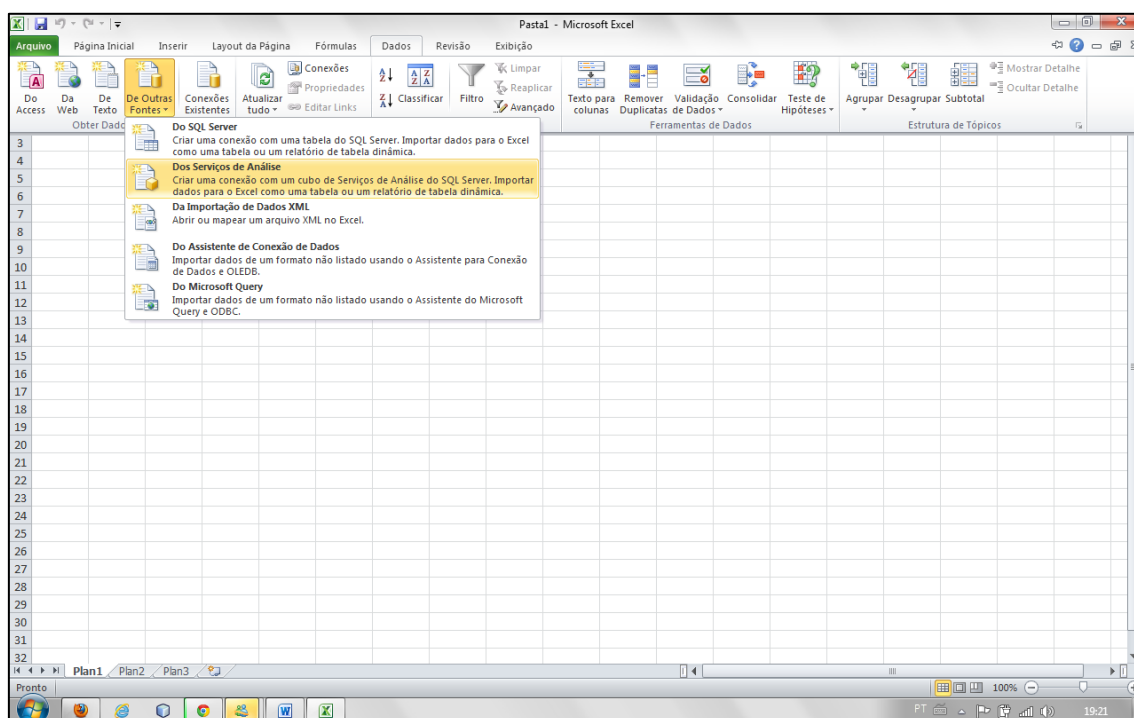 Pasta1 - Microsoft Excel
Arquivo Página Inicial Inserir Layout da Página Fórmulas Dados Revisão Exibição
Do Access
Da Web
De Texto
De Outras Fontes
Conexões Existentes
Atualizar tudo
Conexões
Propriedades
Editar Links
Classificar
Filtro
Limpar
Reaplicar
Avançado
Texto para colunas
Remover Duplicatas
Validação de Dados
Consolidar
Teste de Hipóteses
Agrupar
Desagrupar
Subtotal
Mostrar Detalhe
Ocultar Detalhe
Ferramentas de Dados
Estrutura de Tópicos
Do SQL Server
Criar uma conexão com uma tabela do SQL Server. Importar dados para o Excel
como uma tabela ou um relatório de tabela dinâmica.
Dos Serviços de Análise
Criar uma conexão com um cubo de Serviços de Análise do SQL Server. Importar
dados para o Excel como uma tabela ou um relatório de tabela dinâmica.
Da Importação de Dados XML
Abrir ou mapear um arquivo XML no Excel.
Do Assistente de Conexão de Dados
Importar dados de um formato não listado usando o Assistente para Conexão
de Dados e OLEDB.
Do Microsoft Query
Importar dados de um formato não listado usando o Assistente do Microsoft
Query e ODBC.
3
4
5
6
7
8
9
10
11
12
13
14
15
16
17
18
19
20
21
22
23
24
25
26
27
28
29
30
31
32
Plan1 Plan2 Plan3
Pronto
100%
PT
19:21